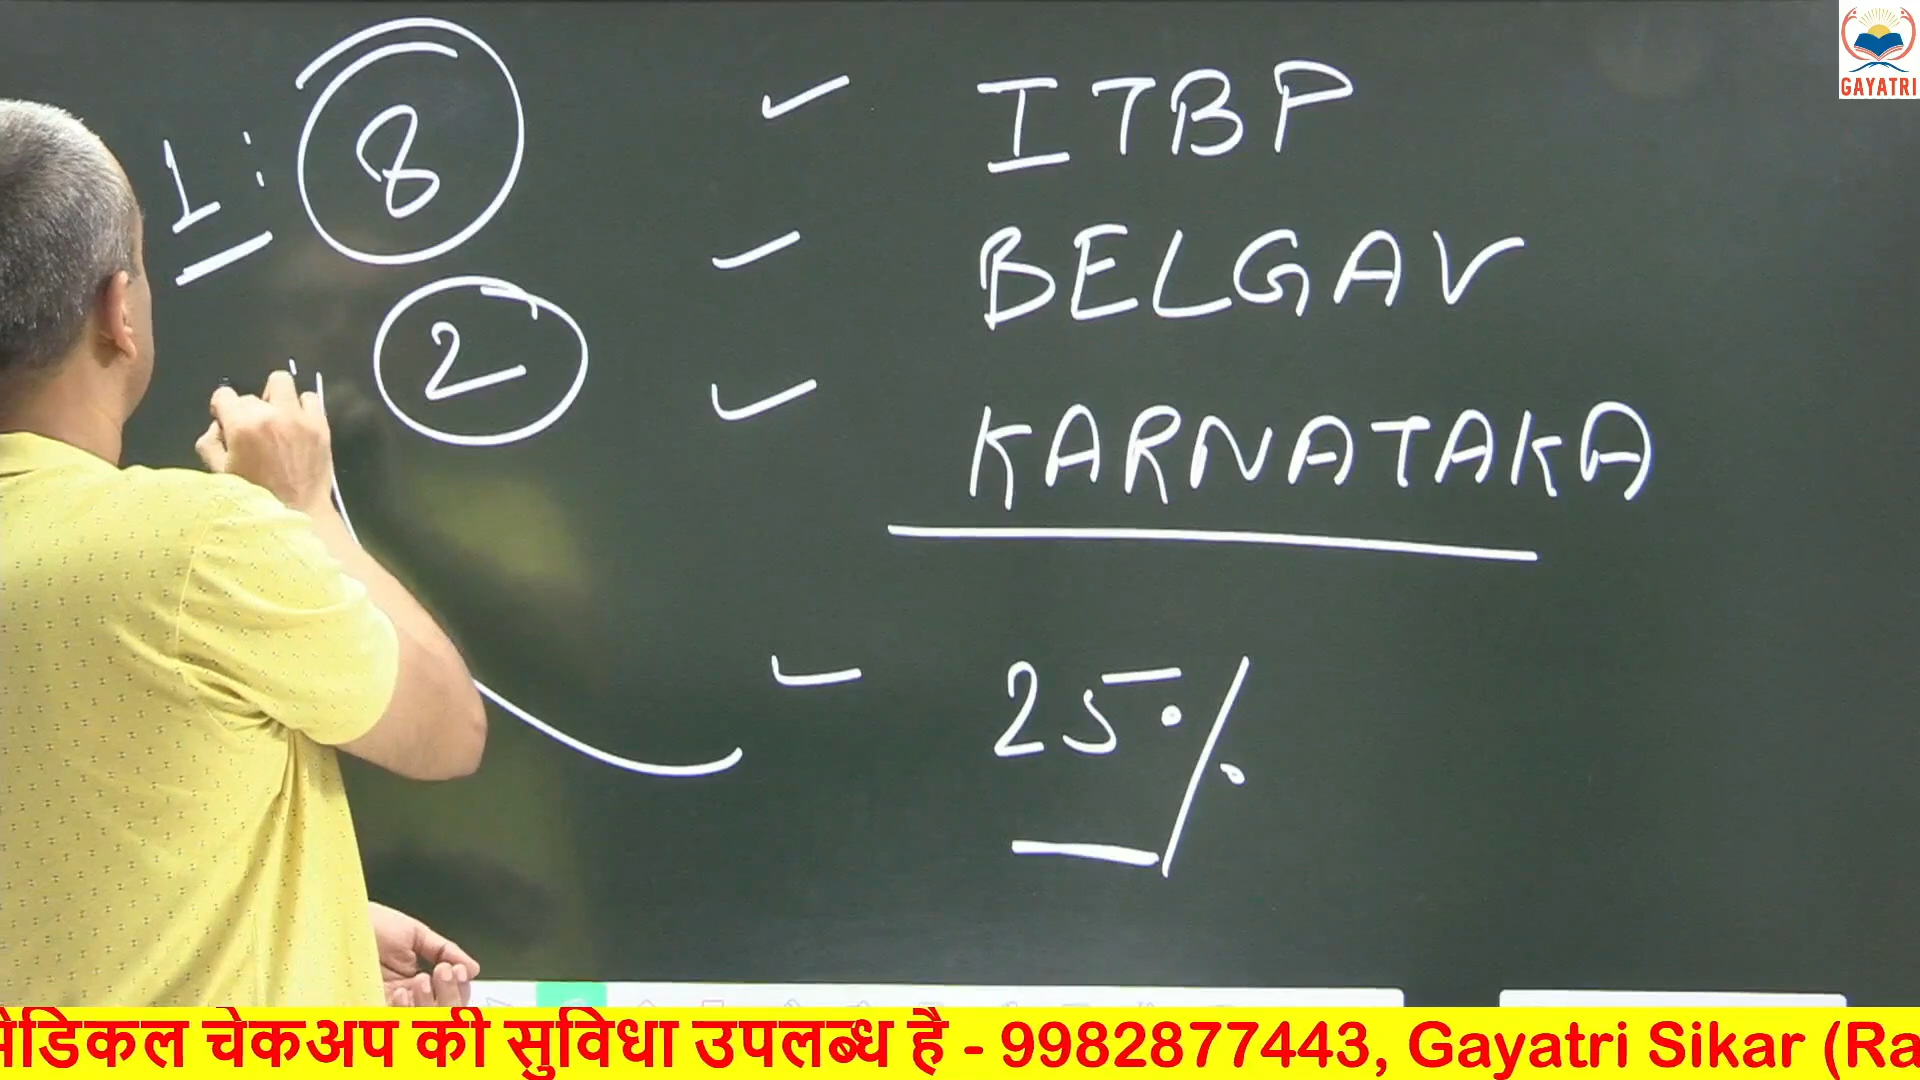 GAYATRI
1:8
2
ITBP
BELGAV
KARNATAKA
25%
मेडिकल चेकअप की सुविधा उपलब्ध है - 9982877443, Gayatri Sikar (Ra